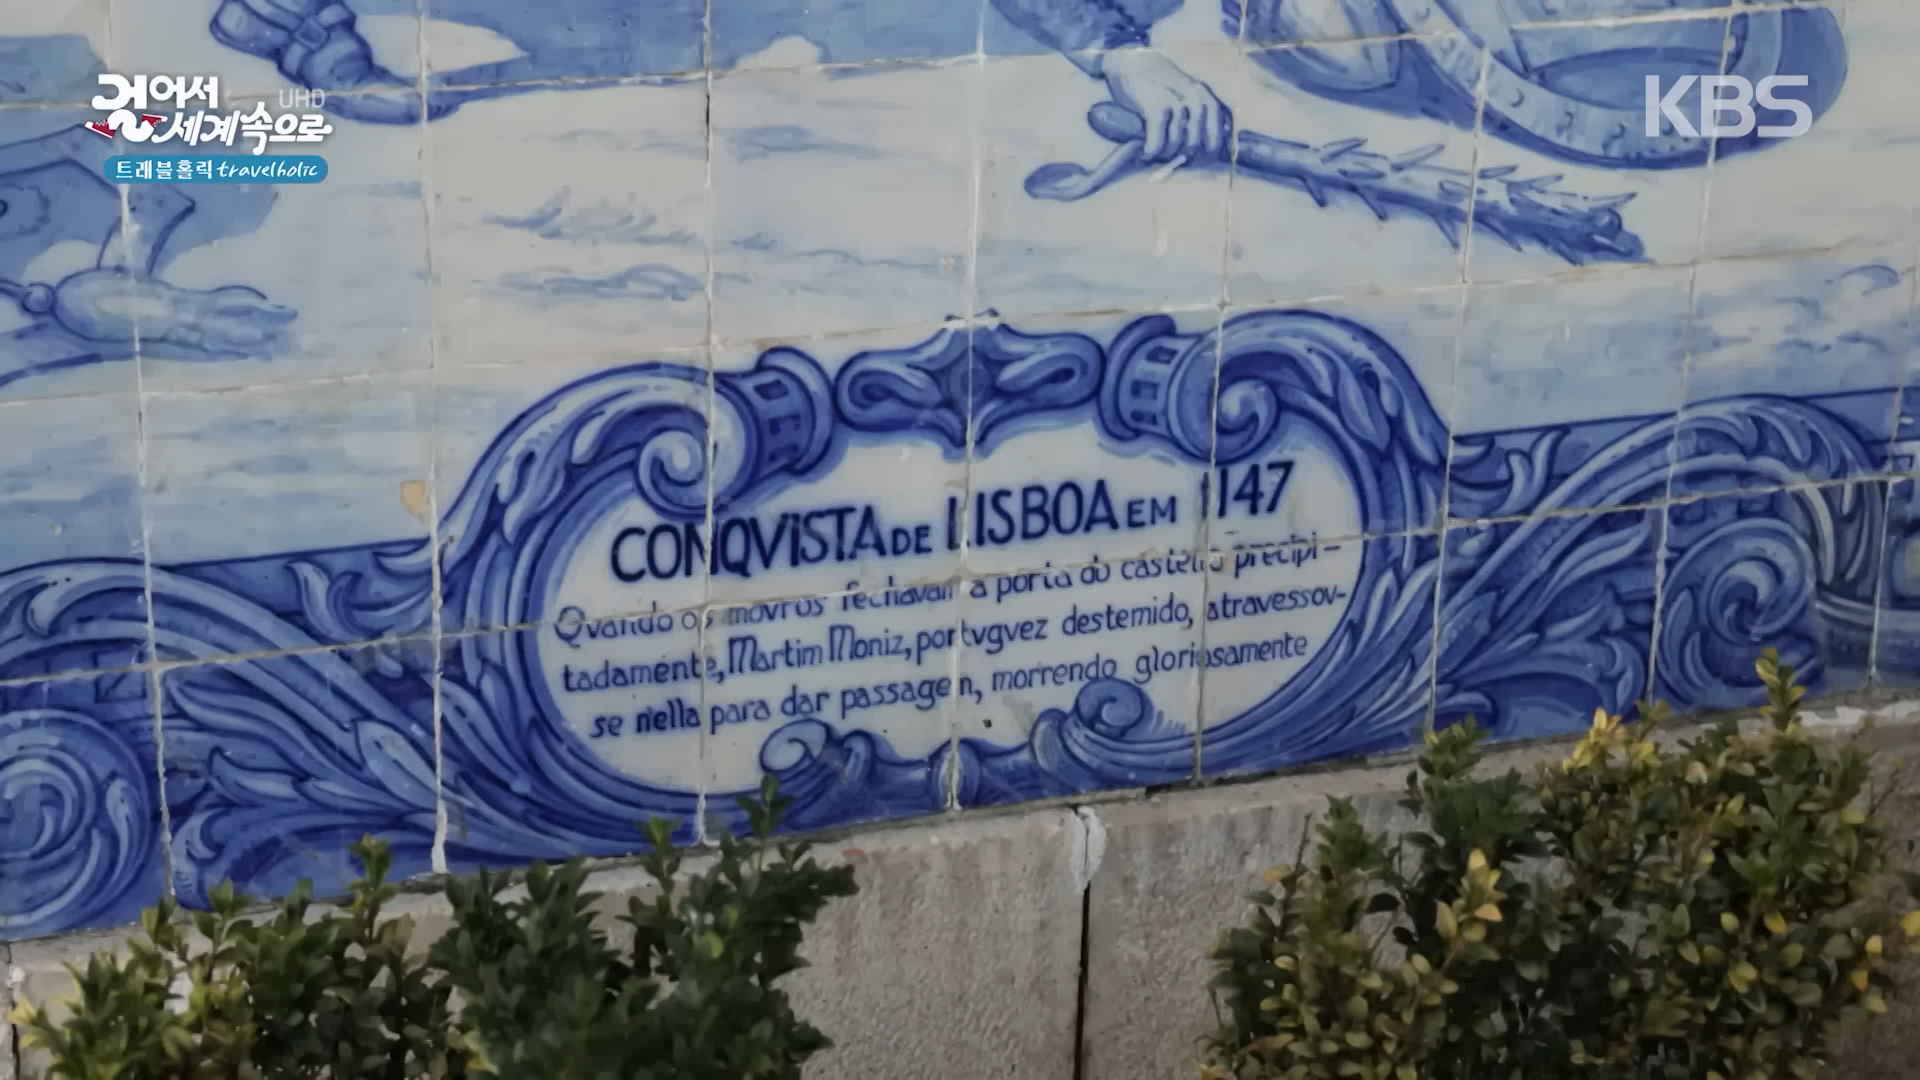 걸어서
세계속으로
UHD
트래블홀릭 travelholic
KBS
CONQVISTA DE LISBOA EM 1147
Qvando os movros fechavam a porta do castello precipi–
tadamente, Martim Moniz, portvgvez destemido, atravessov-
se n'ella para dar passagem, morrendo gloriosamente